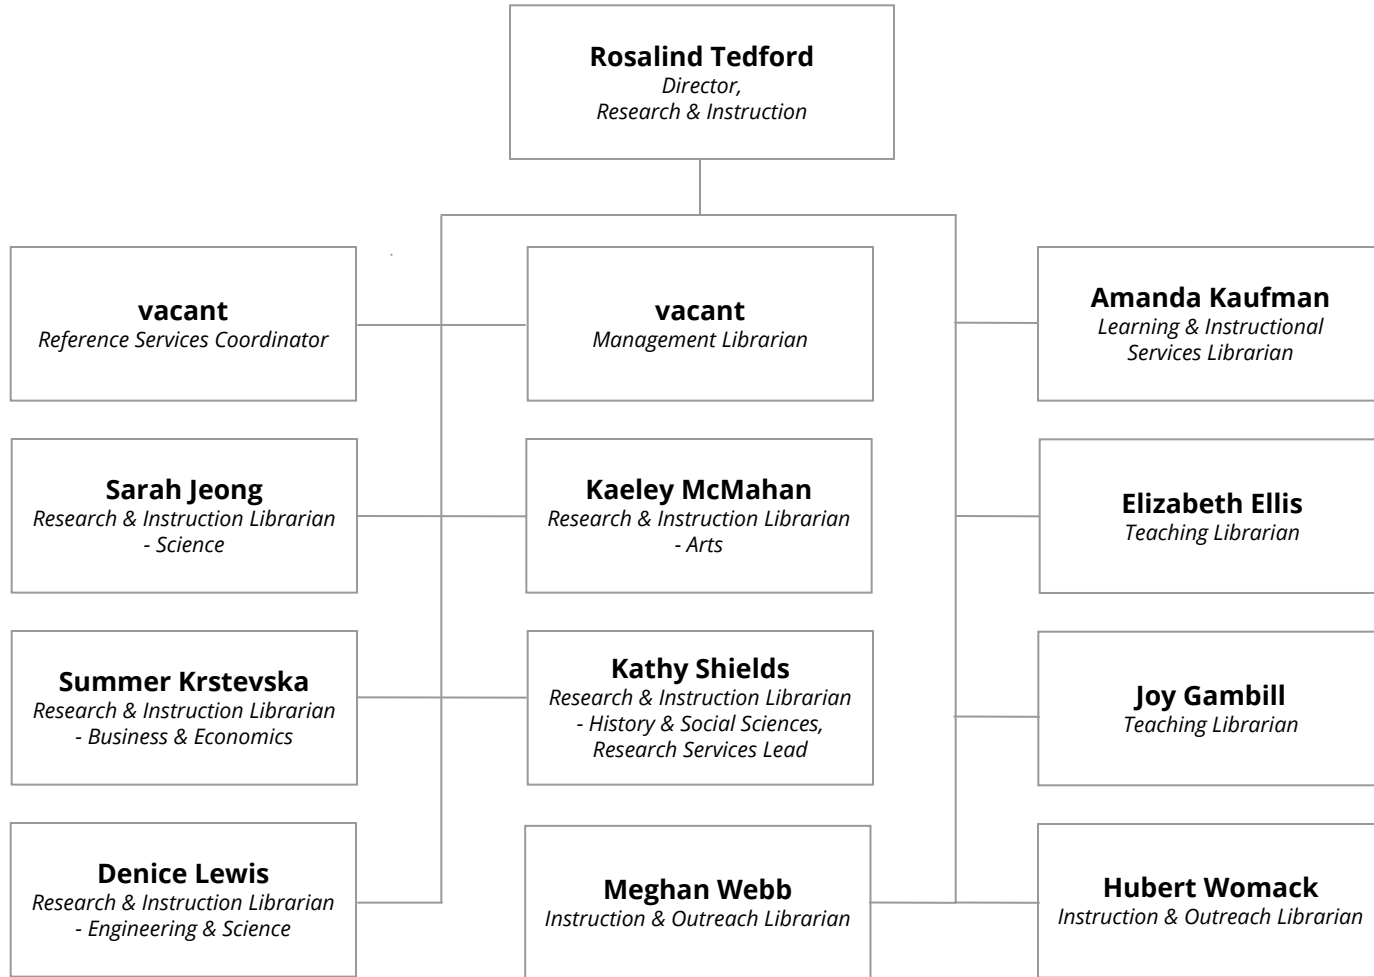 Rosalind Tedford
Director,
Research & Instruction
vacant
Reference Services Coordinator
vacant
Management Librarian
Amanda Kaufman
Learning & Instructional
Services Librarian
Sarah Jeong
Research & Instruction Librarian
- Science
Kaeley McMahan
Research & Instruction Librarian
- Arts
Elizabeth Ellis
Teaching Librarian
Summer Krstevska
Research & Instruction Librarian
- Business & Economics
Kathy Shields
Research & Instruction Librarian
- History & Social Sciences,
Research Services Lead
Joy Gambill
Teaching Librarian
Denice Lewis
Research & Instruction Librarian
- Engineering & Science
Meghan Webb
Instruction & Outreach Librarian
Hubert Womack
Instruction & Outreach Librarian